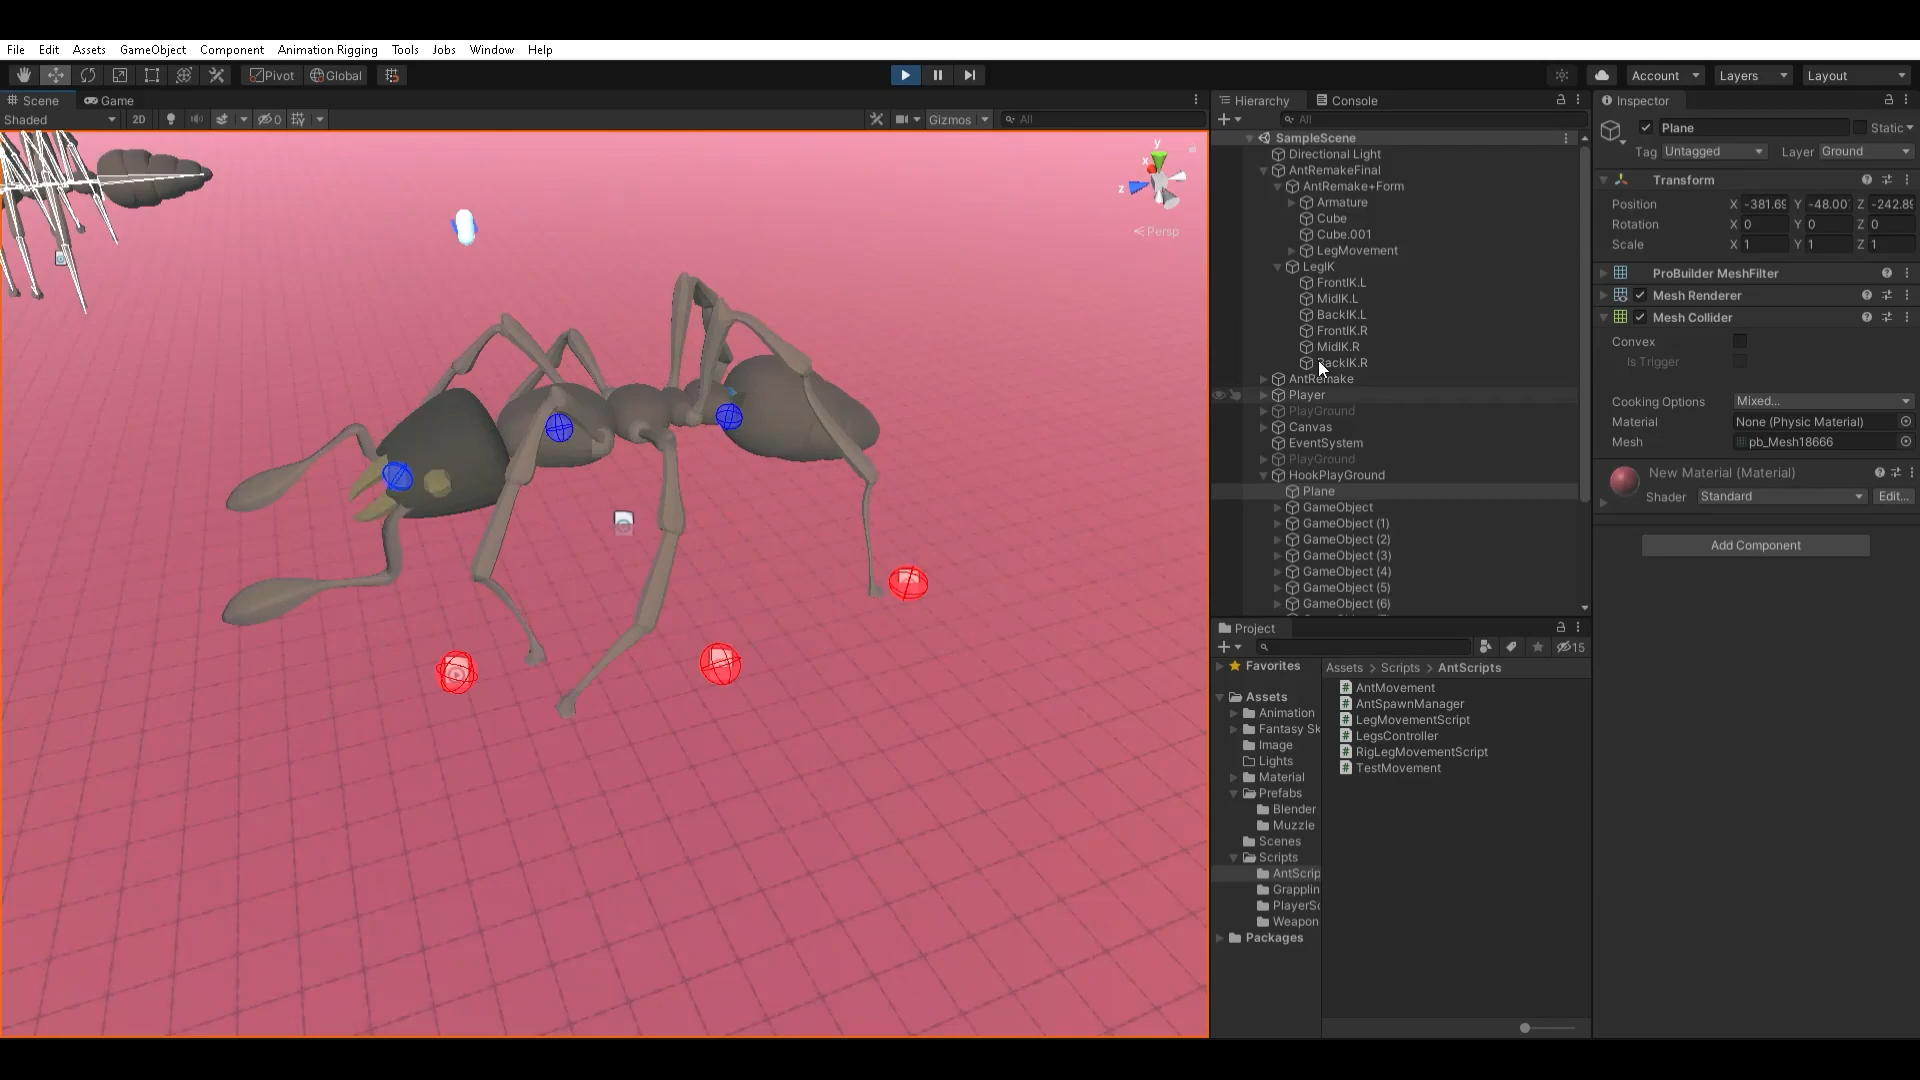 File Edit Assets GameObject Component Animation Rigging Tools Jobs Window Help
Pivot Global Account Layers Layout
Scene Game
Shaded 2D 0 Gizmos All
y
x
z
Persp
Hierarchy Console
All
SampleScene
Directional Light
AntRemakeFinal
AntRemake+Form
Armature
Cube
Cube.001
LegMovement
LegIK
FrontIK.L
MidIK.L
BackIK.L
FrontIK.R
MidIK.R
BackIK.R
AntRemake
Player
PlayGround
Canvas
EventSystem
PlayGround
HookPlayGround
Plane
GameObject
GameObject (1)
GameObject (2)
GameObject (3)
GameObject (4)
GameObject (5)
GameObject (6)
Project
15
Favorites
Assets
Animation
Fantasy Sk
Image
Lights
Material
Prefabs
Blender
Muzzle
Scenes
Scripts
AntScrip
Grapplin
PlayerSc
Weapon
Packages
Assets > Scripts > AntScripts
AntMovement
AntSpawnManager
LegMovementScript
LegsController
RigLegMovementScript
TestMovement
Inspector
Plane Static
Tag Untagged Layer Ground
Transform
Position X -381.69 Y -48.00 Z -242.89
Rotation X 0 Y 0 Z 0
Scale X 1 Y 1 Z 1
ProBuilder MeshFilter
Mesh Renderer
Mesh Collider
Convex
Is Trigger
Cooking Options Mixed...
Material None (Physic Material)
Mesh pb_Mesh18666
New Material (Material)
Shader Standard Edit...
Add Component